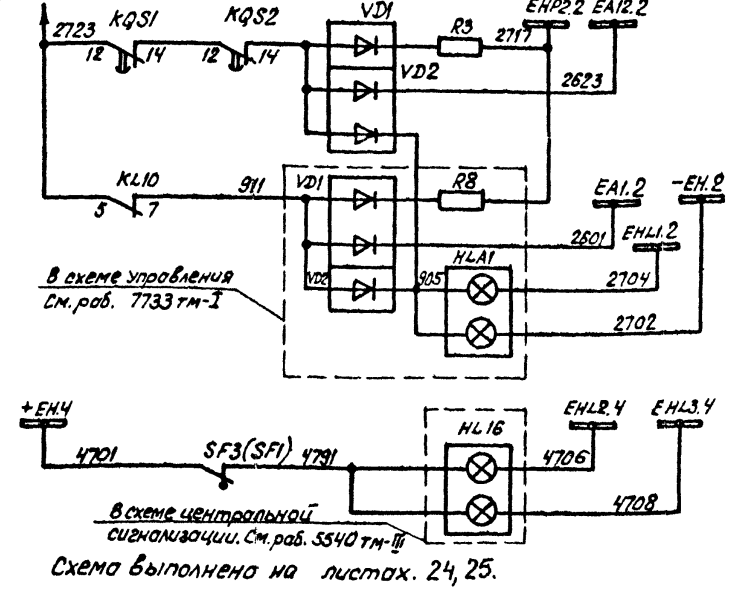 KQS1 KQS2 VD1 EHP2.2 EA12.2
2723 R3 2717
12 14 12 14
VD2
2623
KL10 911 VD1 R8 EA1.2 -EH.2
5 7
2601 EHL1.2
HLA1
В схеме управления VD2 905 2704
См. раб. 7733 тм-I
2702
+EH.4 EHL2.4 EHL3.4
HL16
4701 SF3(SF1) 4791 4706
4708
В схеме центральной
сигнализации. См. раб. 5540 тм-III
Схема выполнена на листах. 24, 25.